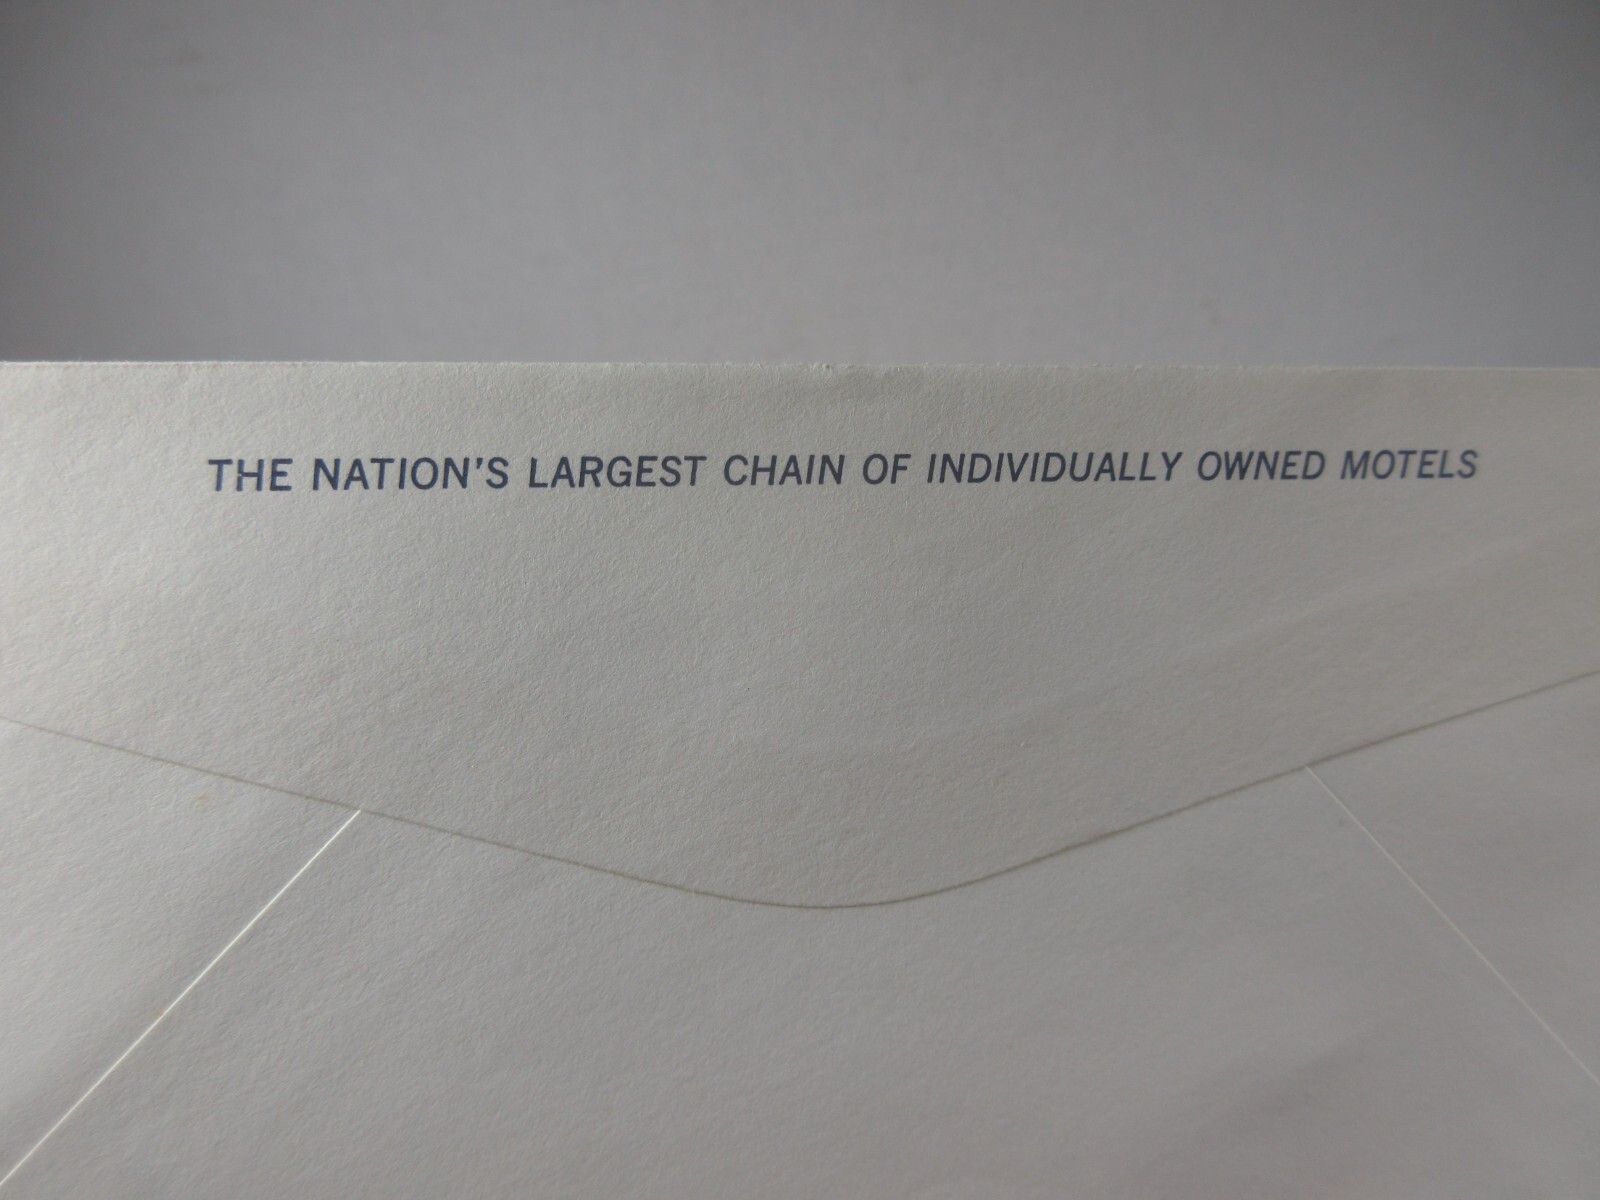 THE NATION'S LARGEST CHAIN OF INDIVIDUALLY OWNED MOTELS